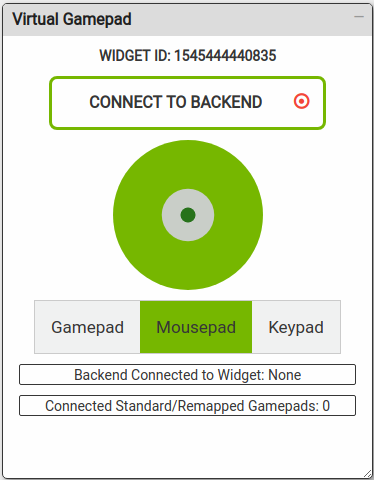 Virtual Gamepad
WIDGET ID: 1545444440835
CONNECT TO BACKEND
Gamepad Mousepad Keypad
Backend Connected to Widget: None
Connected Standard/Remapped Gamepads: 0